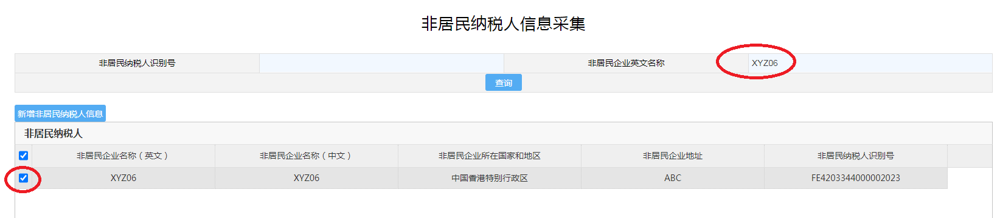 非居民纳税人信息采集
非居民纳税人识别号 非居民企业英文名称 XYZ06
查询
新增非居民纳税人信息
非居民纳税人
非居民企业名称（英文） 非居民企业名称（中文） 非居民企业所在国家和地区 非居民企业地址 非居民纳税人识别号
XYZ06 XYZ06 中国香港特别行政区 ABC FE4203344000002023